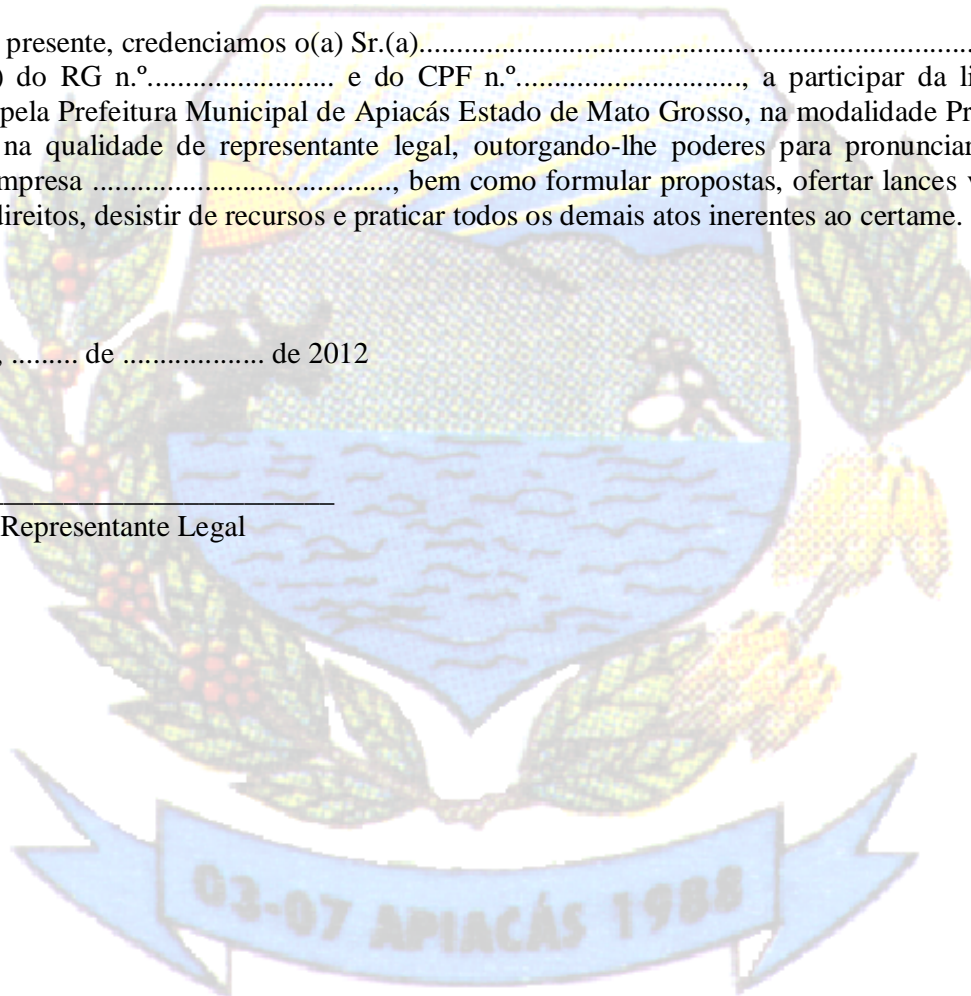 presente, credenciamos o(a) Sr.(a)................................................................................
) do RG n.º....................... e do CPF n.º..........................., a participar da li
pela Prefeitura Municipal de Apiacás Estado de Mato Grosso, na modalidade Pr
na qualidade de representante legal, outorgando-lhe poderes para pronunciar
mpresa ....................................., bem como formular propostas, ofertar lances v
direitos, desistir de recursos e praticar todos os demais atos inerentes ao certame.
, ......... de .................. de 2012
_______________________
Representante Legal
03-07 APIACÁS 1988